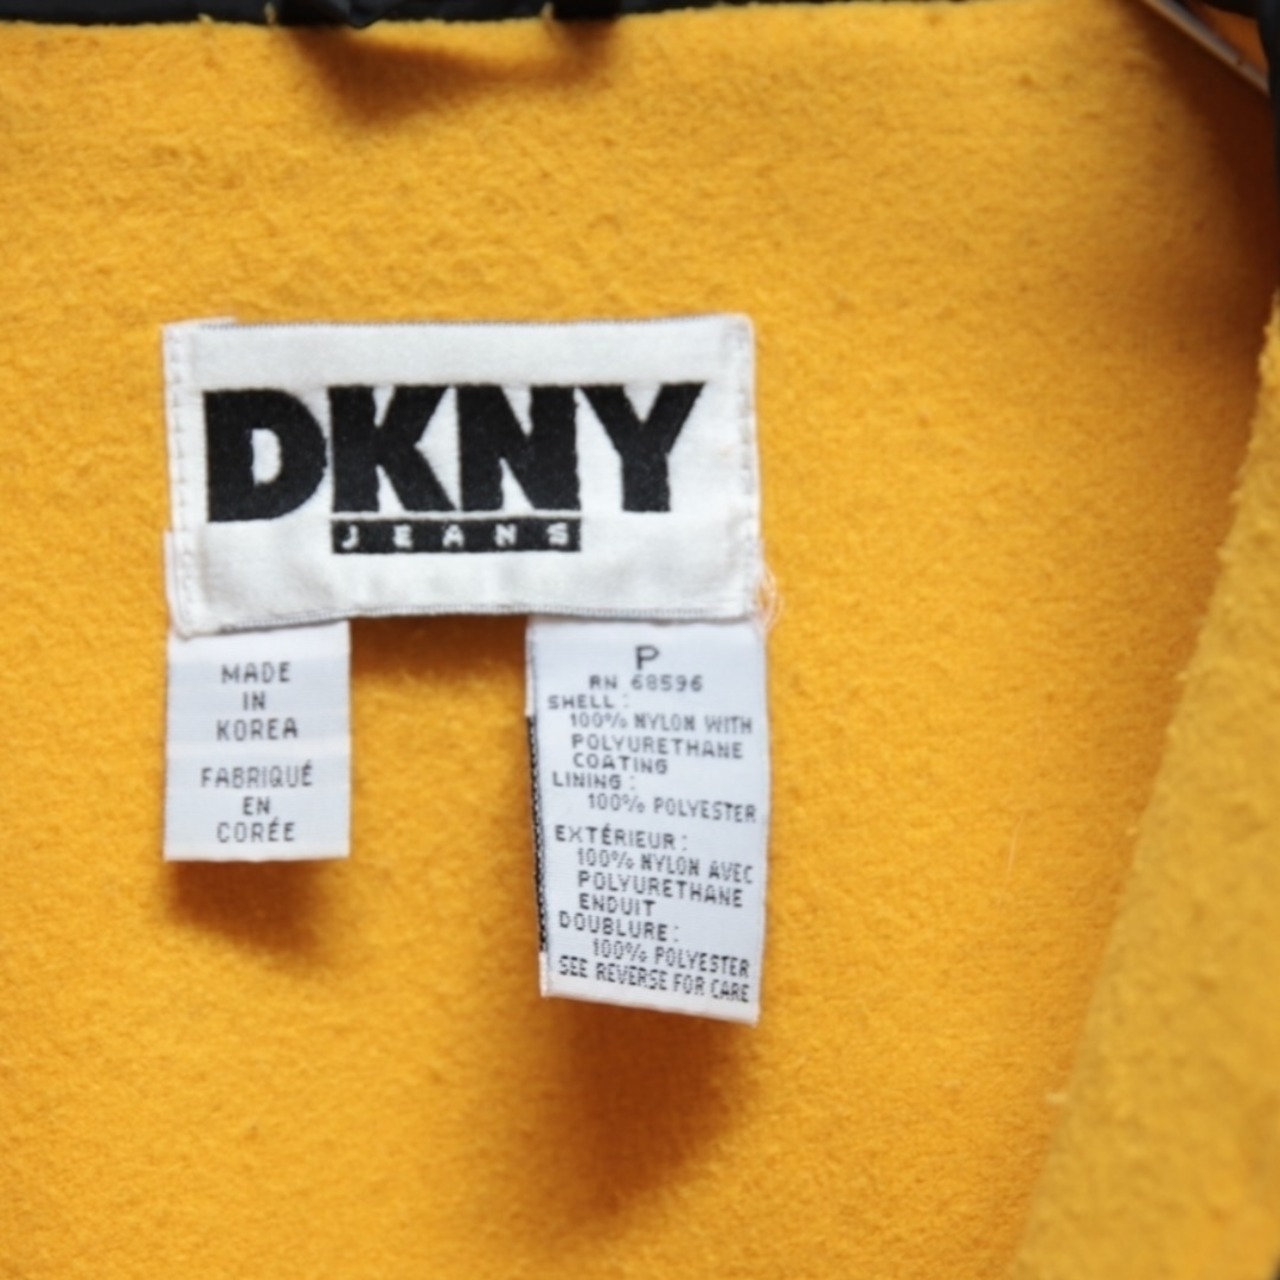 DKNY
JEANS
MADE
IN
KOREA
FABRIQUÉ
EN
CORÉE
P
RN 68596
SHELL:
100% NYLON WITH
POLYURETHANE
COATING
LINING:
100% POLYESTER
EXTÉRIEUR:
100% NYLON AVEC
POLYURETHANE
ENDUIT
DOUBLURE:
100% POLYESTER
SEE REVERSE FOR CARE